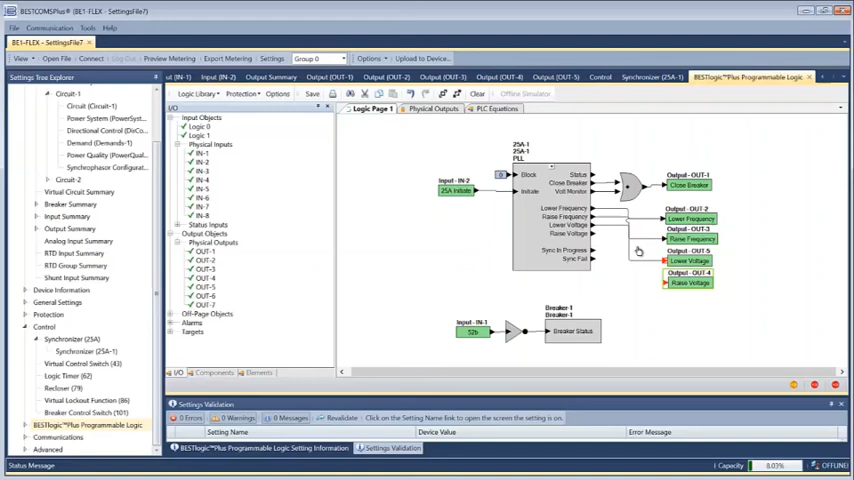 BESTCOMSPlus® (BE1-FLEX - SettingsFile7)
File Communication Tools Help
BE1-FLEX - SettingsFile7
View Open File Connect Log Out Preview Metering Export Metering Settings Group 0 Options Upload to Device...
Settings Tree Explorer
Circuit-1
Circuit (Circuit-1)
Power System (PowerSyst...
Directional Control (DirCo...
Demand (Demands-1)
Power Quality (PowerQual...
Synchrophasor Configurat...
Circuit-2
Virtual Circuit Summary
Breaker Summary
Input Summary
Output Summary
Analog Input Summary
RTD Input Summary
RTD Group Summary
Shunt Input Summary
Device Information
General Settings
Protection
Control
Synchronizer (25A)
Synchronizer (25A-1)
Virtual Control Switch (43)
Logic Timer (62)
Recloser (79)
Virtual Lockout Function (86)
Breaker Control Switch (101)
BESTlogic™Plus Programmable Logic
Communications
Advanced
ut (IN-1) Input (IN-2) Output Summary Output (OUT-1) Output (OUT-2) Output (OUT-3) Output (OUT-4) Output (OUT-5) Control Synchronizer (25A-1) BESTlogic™Plus Programmable Logic
Logic Library Protection Options Save Clear Offline Simulator
I/O
Input Objects
Logic 0
Logic 1
Physical Inputs
IN-1
IN-2
IN-3
IN-4
IN-5
IN-6
IN-7
IN-8
Status Inputs
Output Objects
Physical Outputs
OUT-1
OUT-2
OUT-3
OUT-4
OUT-5
OUT-6
OUT-7
Off-Page Objects
Alarms
Targets
I/O Components Elements
Logic Page 1 Physical Outputs PLC Equations
25A-1
25A-1
PLL
0
Block
Initiate
Status
Close Breaker
Volt Monitor
Lower Frequency
Raise Frequency
Lower Voltage
Raise Voltage
Sync In Progress
Sync Fail
Input - IN-2
25A Initiate
Output - OUT-1
Close Breaker
Output - OUT-2
Lower Frequency
Output - OUT-3
Raise Frequency
Output - OUT-5
Lower Voltage
Output - OUT-4
Raise Voltage
Input - IN-1
52b
Breaker-1
Breaker-1
Breaker Status
Settings Validation
0 Errors 0 Warnings 0 Messages Revalidate Click on the Setting Name link to open the screen the setting is on.
Setting Name Device Value Error Message
BESTlogic™Plus Programmable Logic Setting Information Settings Validation
Status Message Capacity 8.03% OFFLINE